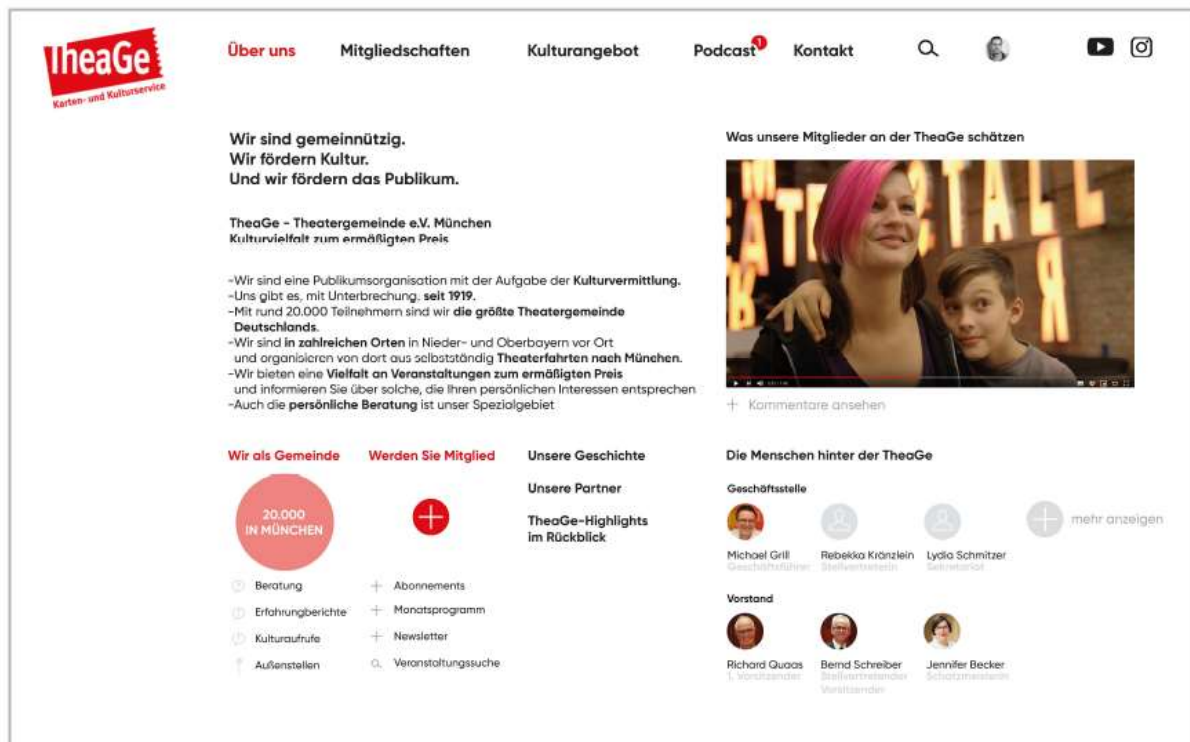 TheaGe
Karten- und Kulturservice
Über uns
Mitgliedschaften
Kulturangebot
Podcast
1
Kontakt
Wir sind gemeinnützig.
Wir fördern Kultur.
Und wir fördern das Publikum.
TheaGe - Theatergemeinde e.V. München
Kulturvielfalt zum ermäßigten Preis
-Wir sind eine Publikumsorganisation mit der Aufgabe der Kulturvermittlung.
-Uns gibt es, mit Unterbrechung, seit 1919.
-Mit rund 20.000 Teilnehmern sind wir die größte Theatergemeinde
Deutschlands.
-Wir sind in zahlreichen Orten in Nieder- und Oberbayern vor Ort
und organisieren von dort aus selbstständig Theaterfahrten nach München.
-Wir bieten eine Vielfalt an Veranstaltungen zum ermäßigten Preis
und informieren Sie über solche, die Ihren persönlichen Interessen entsprechen
-Auch die persönliche Beratung ist unser Spezialgebiet
Was unsere Mitglieder an der TheaGe schätzen
+ Kommentare ansehen
Wir als Gemeinde
20.000
IN MÜNCHEN
Beratung
Erfahrungberichte
Kulturaufrufe
Außenstellen
Werden Sie Mitglied
+ Abonnements
+ Monatsprogramm
+ Newsletter
Veranstaltungssuche
Unsere Geschichte
Unsere Partner
TheaGe-Highlights
im Rückblick
Die Menschen hinter der TheaGe
Geschäftsstelle
Michael Grill
Geschäftsführer
Rebekka Kränzlein
Stellvertreterin
Lydia Schmitzer
Sekretariat
mehr anzeigen
Vorstand
Richard Quaas
1. Vorsitzender
Bernd Schreiber
Stellvertretender
Vorsitzender
Jennifer Becker
Schatzmeisterin